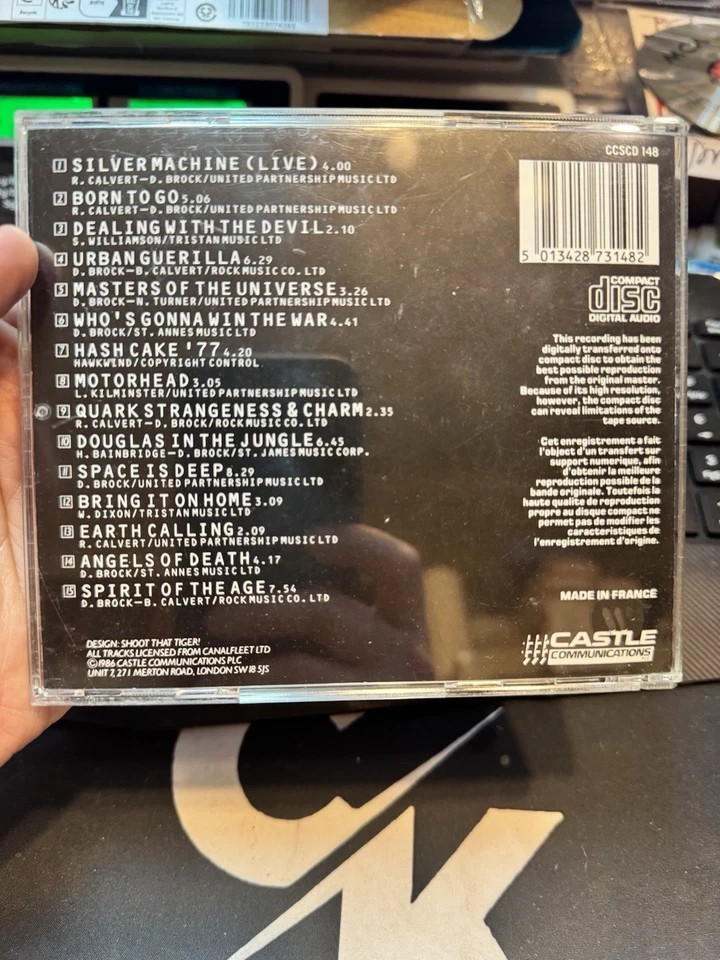 1 SILVER MACHINE (LIVE) 4.00
R. CALVERT–D. BROCK/UNITED PARTNERSHIP MUSIC LTD
2 BORN TO GO 5.06
R. CALVERT–D. BROCK/UNITED PARTNERSHIP MUSIC LTD
3 DEALING WITH THE DEVIL 2.10
S. WILLIAMSON/TRISTAN MUSIC LTD
4 URBAN GUERILLA 6.29
D. BROCK–B. CALVERT/ROCK MUSIC CO. LTD
5 MASTERS OF THE UNIVERSE 3.26
D. BROCK–N. TURNER/UNITED PARTNERSHIP MUSIC LTD
6 WHO'S GONNA WIN THE WAR 4.41
D. BROCK/ST. ANNES MUSIC LTD
7 HASH CAKE '77 4.20
HAWKWIND/COPYRIGHT CONTROL
8 MOTORHEAD 3.05
L. KILMINSTER/UNITED PARTNERSHIP MUSIC LTD
9 QUARK STRANGENESS & CHARM 2.35
R. CALVERT–D. BROCK/ROCK MUSIC CO. LTD
10 DOUGLAS IN THE JUNGLE 6.45
H. BAINBRIDGE–D. BROCK/ST. JAMES MUSIC CORP.
11 SPACE IS DEEP 8.29
D. BROCK/UNITED PARTNERSHIP MUSIC LTD
12 BRING IT ON HOME 3.09
W. DIXON/TRISTAN MUSIC LTD
13 EARTH CALLING 2.09
R. CALVERT/UNITED PARTNERSHIP MUSIC LTD
14 ANGELS OF DEATH 4.17
D. BROCK/ST. ANNES MUSIC LTD
15 SPIRIT OF THE AGE 7.54
D. BROCK–B. CALVERT/ROCK MUSIC CO. LTD
DESIGN: SHOOT THAT TIGER!
ALL TRACKS LICENSED FROM CANALFLEET LTD
©1986 CASTLE COMMUNICATIONS PLC
UNIT 7, 271 MERTON ROAD, LONDON SW18 5JS
CCSCD 148
5 013428 731482
COMPACT
disc
DIGITAL AUDIO
This recording has been
digitally transferred onto
compact disc to obtain the
best possible reproduction
from the original master.
Because of its high resolution,
however, the compact disc
can reveal limitations of the
tape source.
Cet enregistrement a fait
l'object d'un transfert sur
support numerique, afin
d'obtenir la meilleure
reproduction possible de la
bande originale. Toutefois la
haute qualite de reproduction
propre au disque compact ne
permet pas de modifier les
caracteristiques de
l'enregistrement d'origine.
MADE IN FRANCE
CASTLE
COMMUNICATIONS